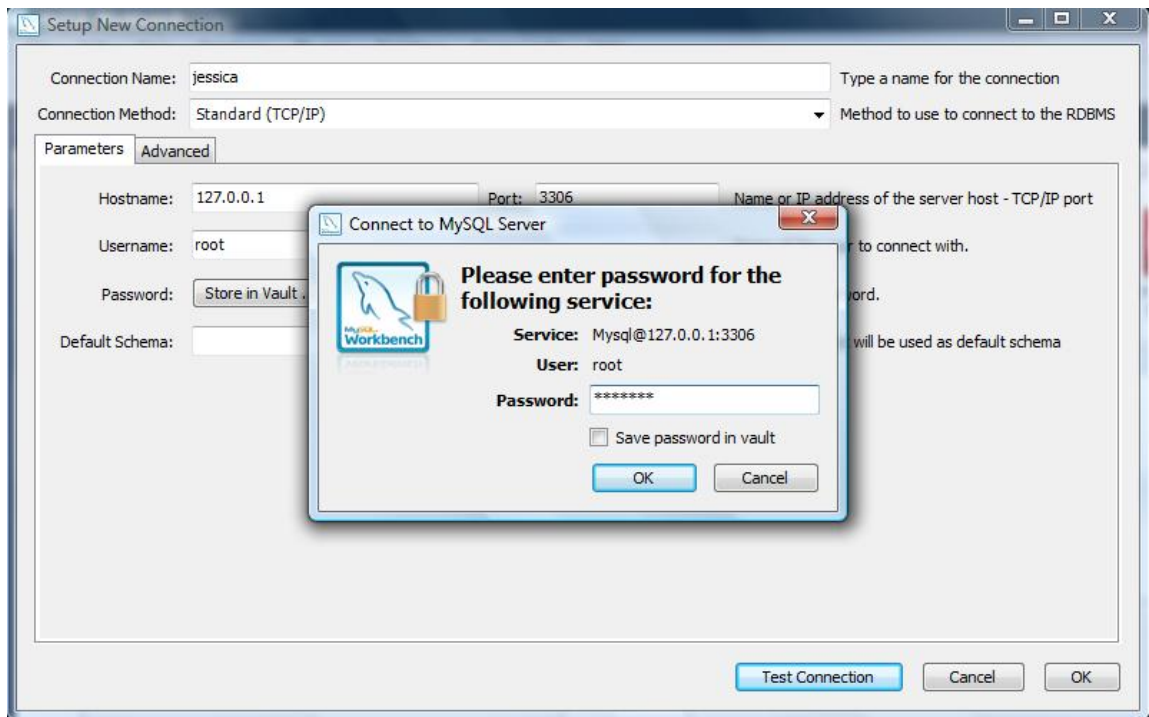 Setup New Connection
Connection Name: jessica Type a name for the connection
Connection Method: Standard (TCP/IP) Method to use to connect to the RDBMS
Parameters Advanced
Hostname: 127.0.0.1 Port: 3306 Name or IP address of the server host - TCP/IP port
Username: root to connect with.
Password: Store in Vault .
Default Schema: will be used as default schema
Connect to MySQL Server
Please enter password for the
following service:
Service: Mysql@127.0.0.1:3306
User: root
Password: *******
Save password in vault
OK Cancel
MySQL
Workbench
Test Connection Cancel OK